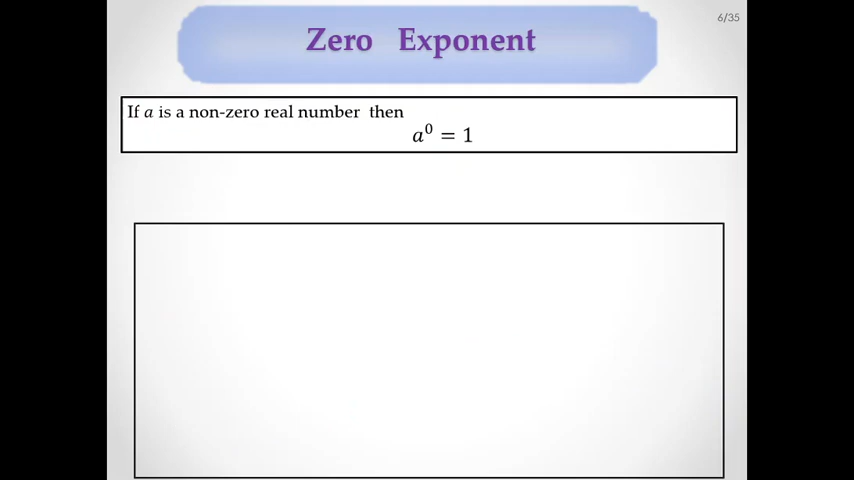 6/35
Zero Exponent
If a is a non-zero real number then
a⁰ = 1